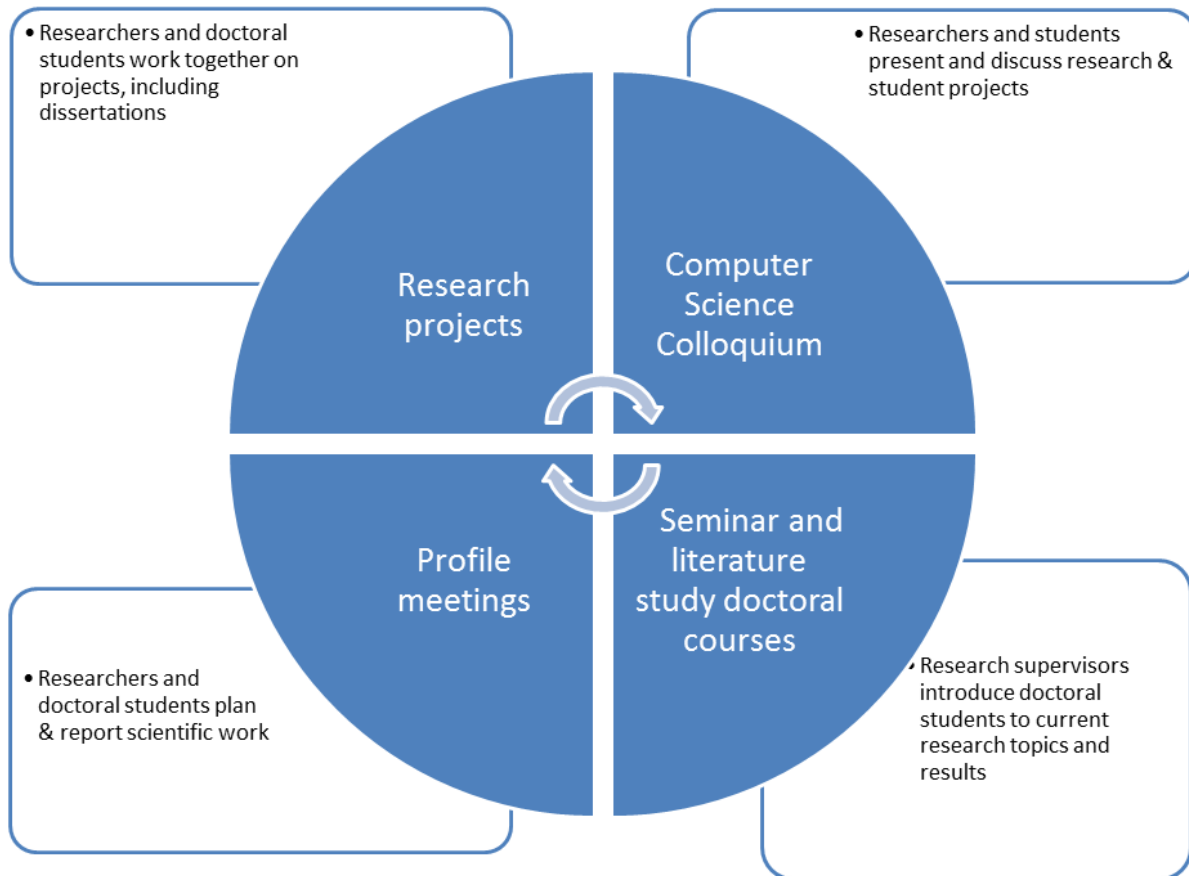 • Researchers and doctoral
students work together on
projects, including
dissertations
• Researchers and students
present and discuss research &
student projects
Research
projects
Computer
Science
Colloquium
Profile
meetings
Seminar and
literature
study doctoral
courses
• Researchers and
doctoral students plan
& report scientific work
• Research supervisors
introduce doctoral
students to current
research topics and
results